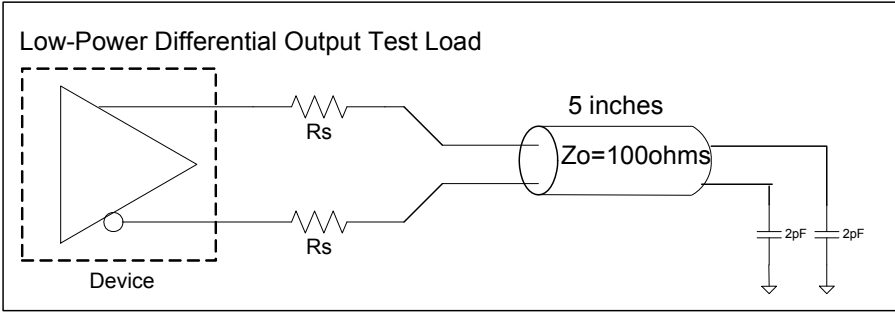 Low-Power Differential Output Test Load
5 inches
Rs
Zo=100ohms
Rs
2pF
2pF
Device